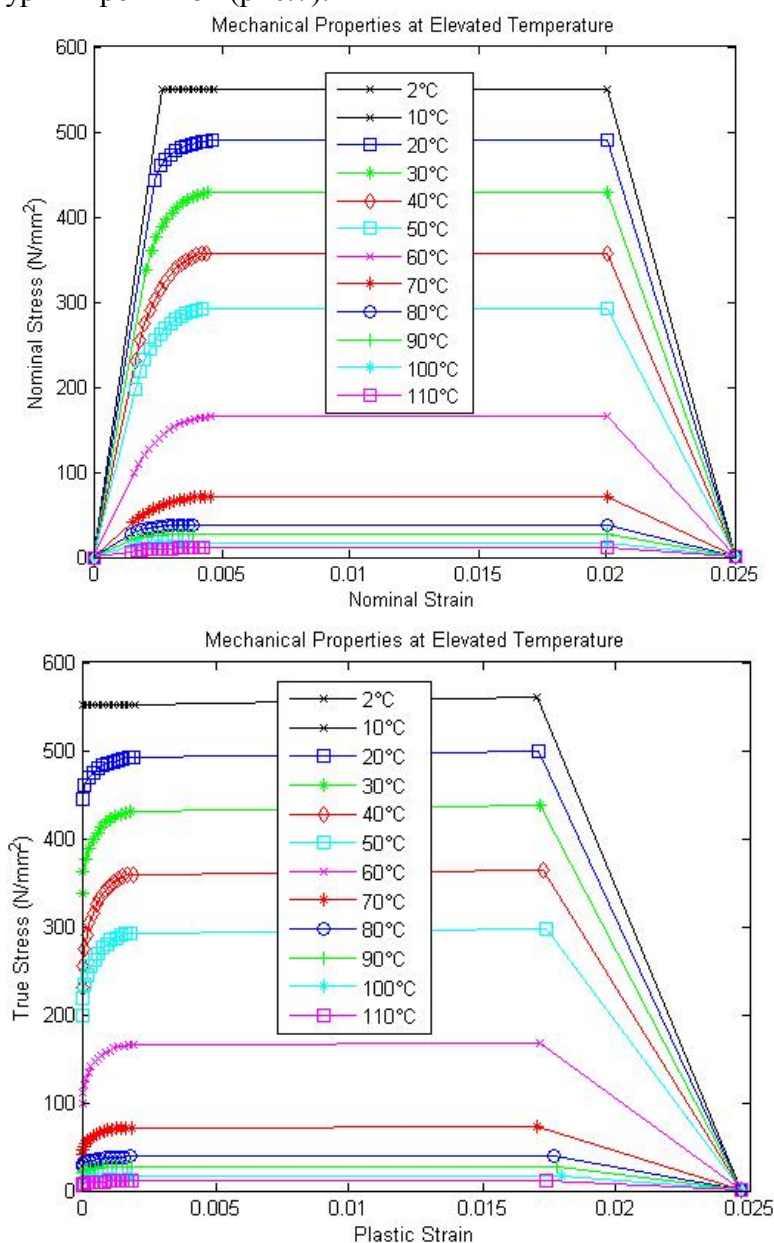 Mechanical Properties at Elevated Temperature
600
500
400
300
200
100
0
Nominal Stress (N/mm²)
2°C
10°C
20°C
30°C
40°C
50°C
60°C
70°C
80°C
90°C
100°C
110°C
0 0.005 0.01 0.015 0.02 0.025
Nominal Strain
Mechanical Properties at Elevated Temperature
600
500
400
300
200
100
0
True Stress (N/mm²)
2°C
10°C
20°C
30°C
40°C
50°C
60°C
70°C
80°C
90°C
100°C
110°C
0 0.005 0.01 0.015 0.02 0.025
Plastic Strain